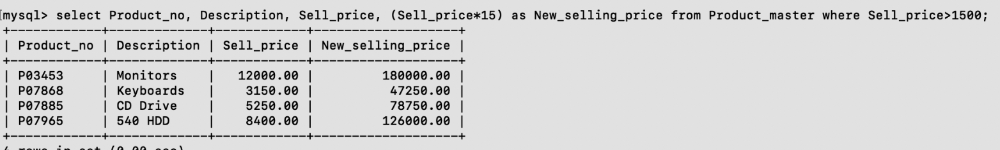 mysql> select Product_no, Description, Sell_price, (Sell_price*15) as New_selling_price from Product_master where Sell_price>1500;
+------------+-------------+------------+-------------------+
| Product_no | Description | Sell_price | New_selling_price |
+------------+-------------+------------+-------------------+
| P03453     | Monitors    |   12000.00 |         180000.00 |
| P07868     | Keyboards   |    3150.00 |          47250.00 |
| P07885     | CD Drive    |    5250.00 |          78750.00 |
| P07965     | 540 HDD     |    8400.00 |         126000.00 |
+------------+-------------+------------+-------------------+
4 rows in set (0.00 sec)